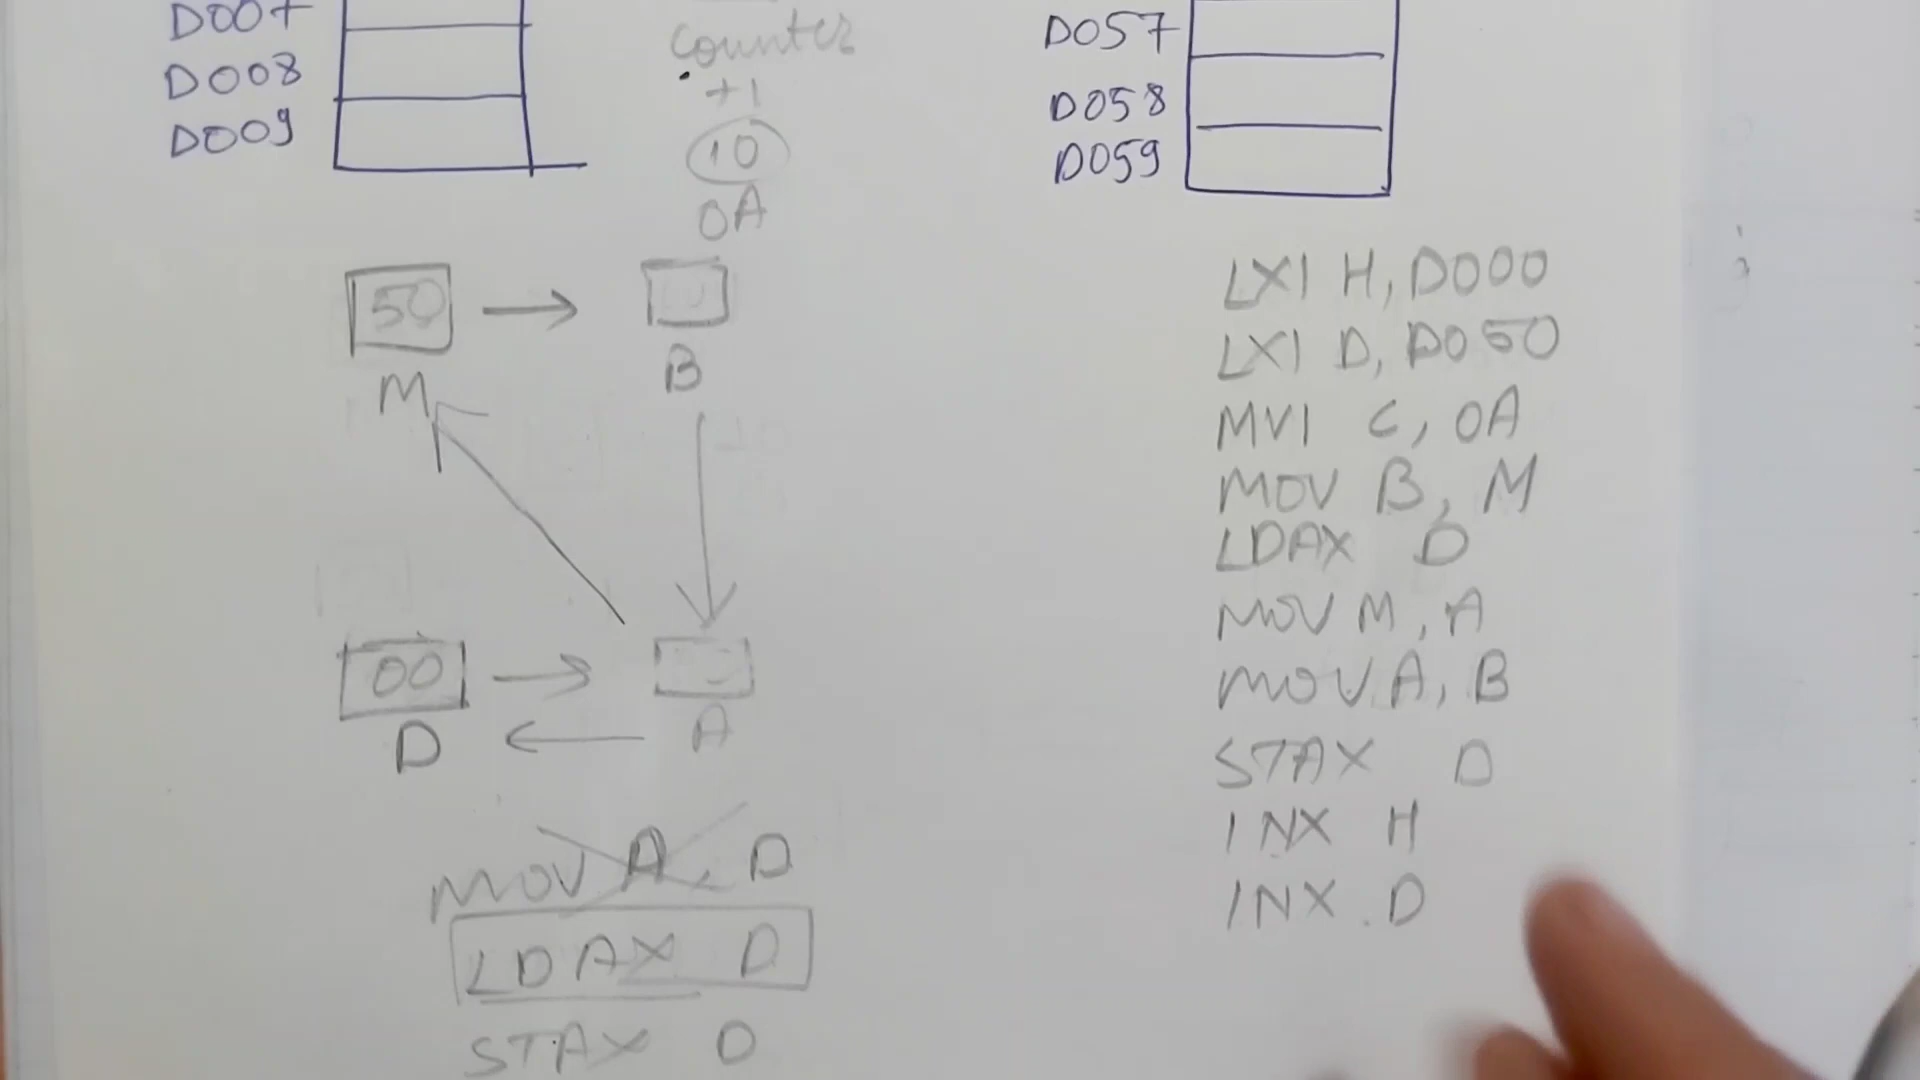 D007
D008
D009
counter
+1
10
0A
D057
D058
D059
50
M
B
00
D
A
MOV A, D
LDAX D
STAX D
LXI H, D000
LXI D, D050
MVI C, 0A
MOV B, M
LDAX D
MOV M, A
MOV A, B
STAX D
INX H
INX D